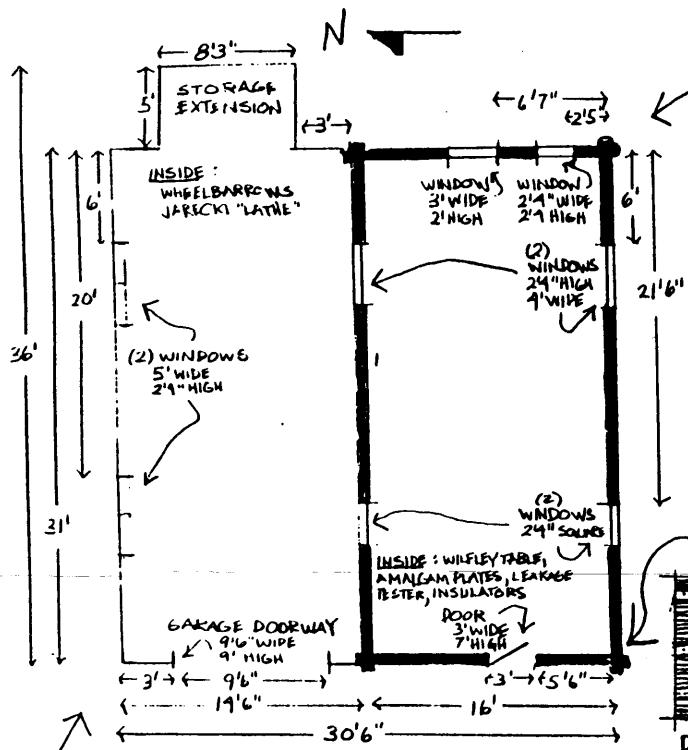 N
8'3"
5'
STORAGE
EXTENSION
3'
6'7"
2'5"
INSIDE:
WHEELBARROWS
JARECKI "LATHE"
6'
WINDOW
3' WIDE
2' HIGH
WINDOW
2'4" WIDE
2'4 HIGH
6'
(2)
WINDOWS
24" HIGH
4' WIDE
20'
21'6"
36'
(2) WINDOWS
5' WIDE
2'4" HIGH
31'
(2)
WINDOWS
24" SQUARE
INSIDE: WILFLEY TABLE,
AMALGAM PLATES, LEAKAGE
TESTER, INSULATORS
GARAGE DOORWAY
9'6" WIDE
9' HIGH
DOOR
3' WIDE
7' HIGH
3'
9'6"
3'
5'6"
14'6"
16'
30'6"